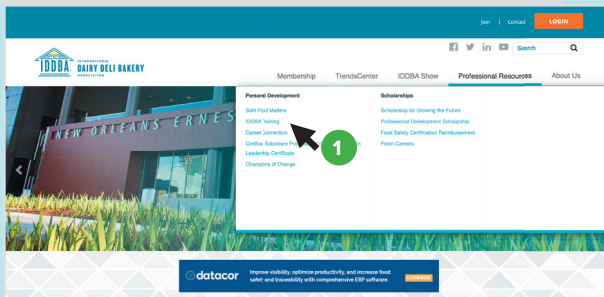 Join | Contact LOGIN
IDDBA INTERNATIONAL
DAIRY DELI BAKERY
ASSOCIATION
Search
Membership TrendsCenter IDDBA Show Professional Resources About Us
Personal Development
Safe Food Matters
IDDBA Training
Career Connection
Certified Salumiere
Leadership Certificate
Champions of Change
Scholarships
Scholarship for Growing the Future
Professional Development Scholarship
Food Safety Certification Reimbursement
Fresh Careers
1
NEW ORLEANS ERNES
datacor
Improve visibility, optimize productivity, and increase food
safety and traceability with comprehensive ERP software.
LEARN MORE